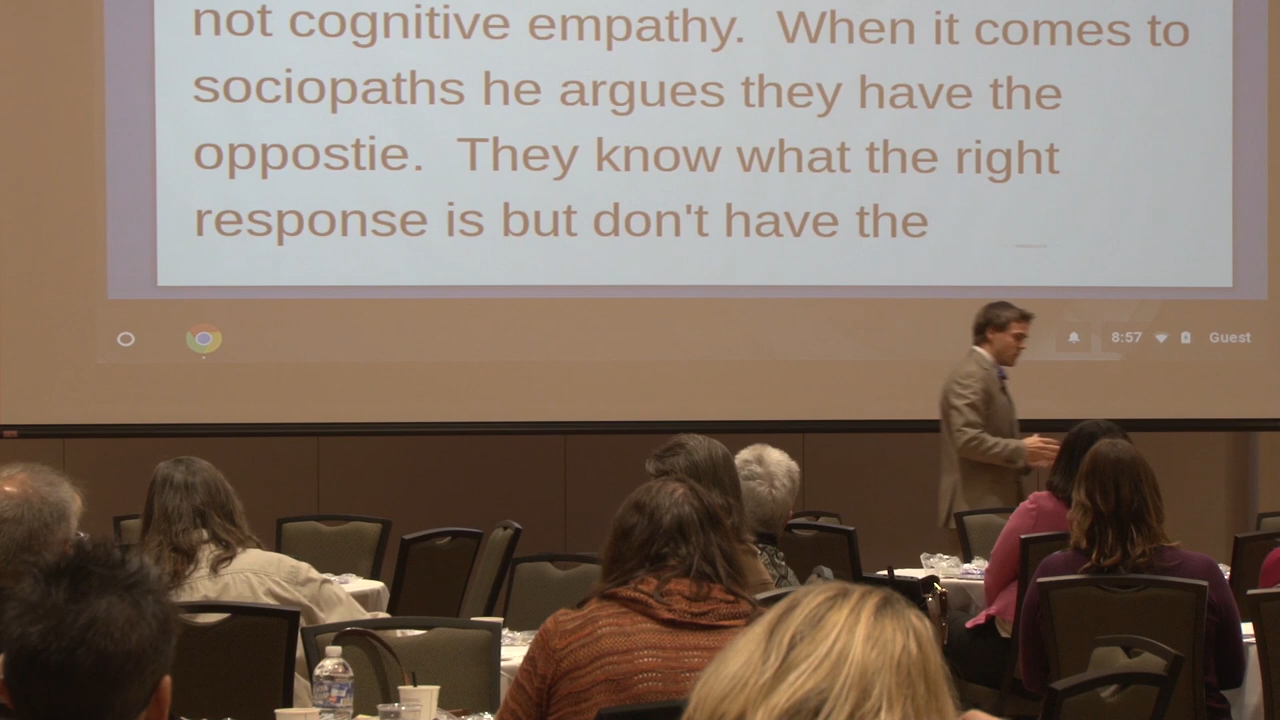 not cognitive empathy.  When it comes to
sociopaths he argues they have the
oppostie.  They know what the right
response is but don't have the
8:57
Guest